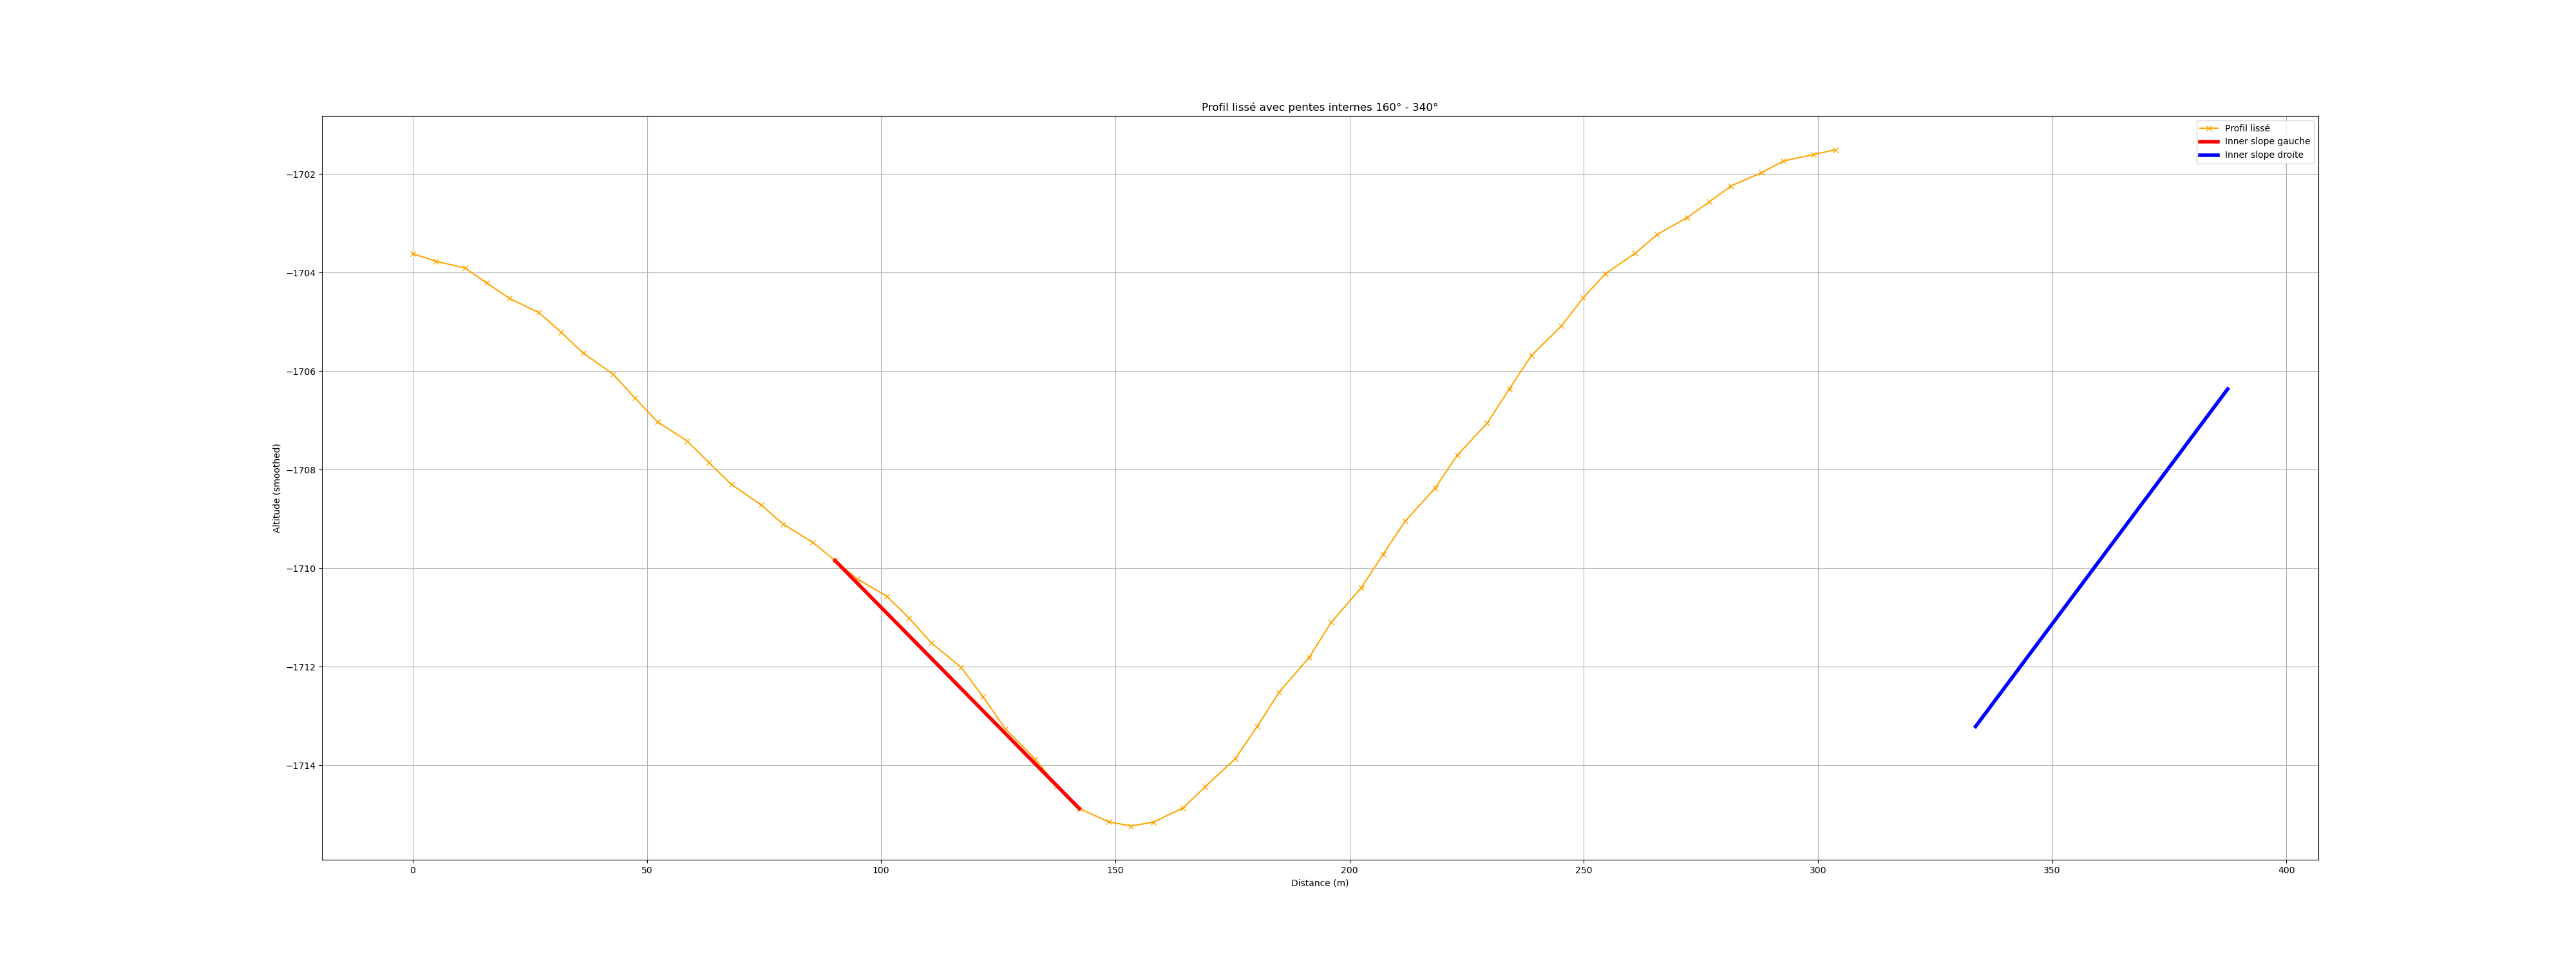 Profil lissé avec pentes internes 160° - 340°
Profil lissé
Inner slope gauche
Inner slope droite
Altitude (smoothed)
−1702
−1704
−1706
−1708
−1710
−1712
−1714
0 50 100 150 200 250 300 350 400
Distance (m)